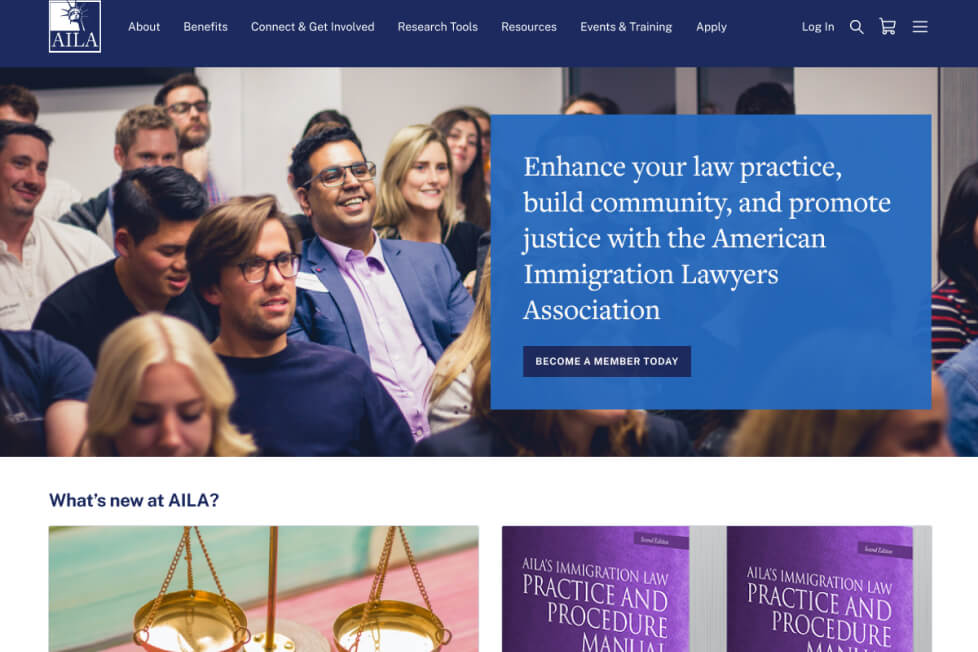 AILA
About Benefits Connect & Get Involved Research Tools Resources Events & Training Apply Log In
Enhance your law practice,
build community, and promote
justice with the American
Immigration Lawyers
Association
BECOME A MEMBER TODAY
What's new at AILA?
Second Edition
AILA'S IMMIGRATION LAW
PRACTICE AND
PROCEDURE
MANUAL
Second Edition
AILA'S IMMIGRATION LAW
PRACTICE AND
PROCEDURE
MANUAL